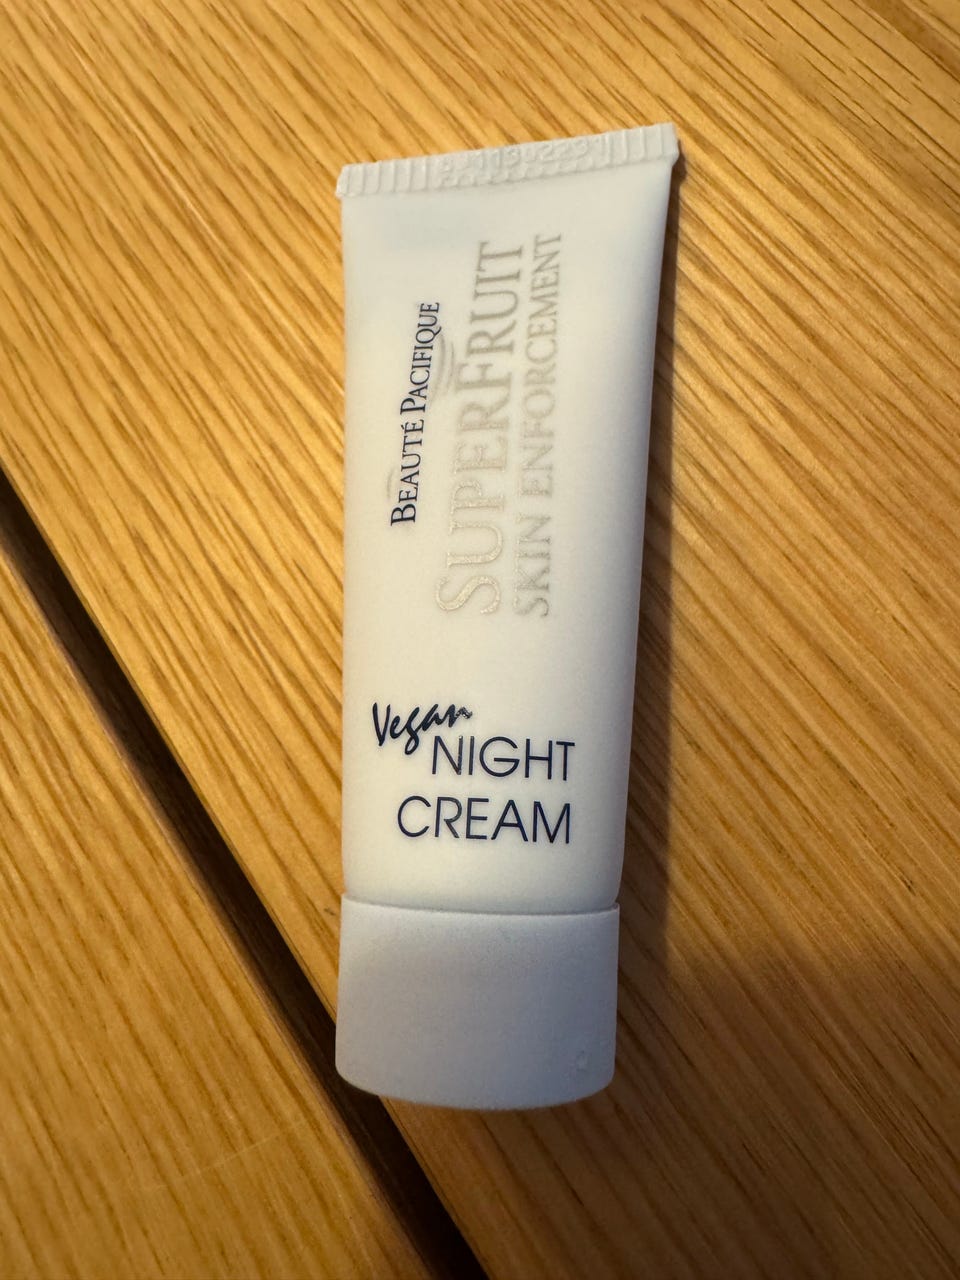 BEAUTÉ PACIFIQUE
SUPERFRUIT
SKIN ENFORCEMENT
Vegan
NIGHT
CREAM